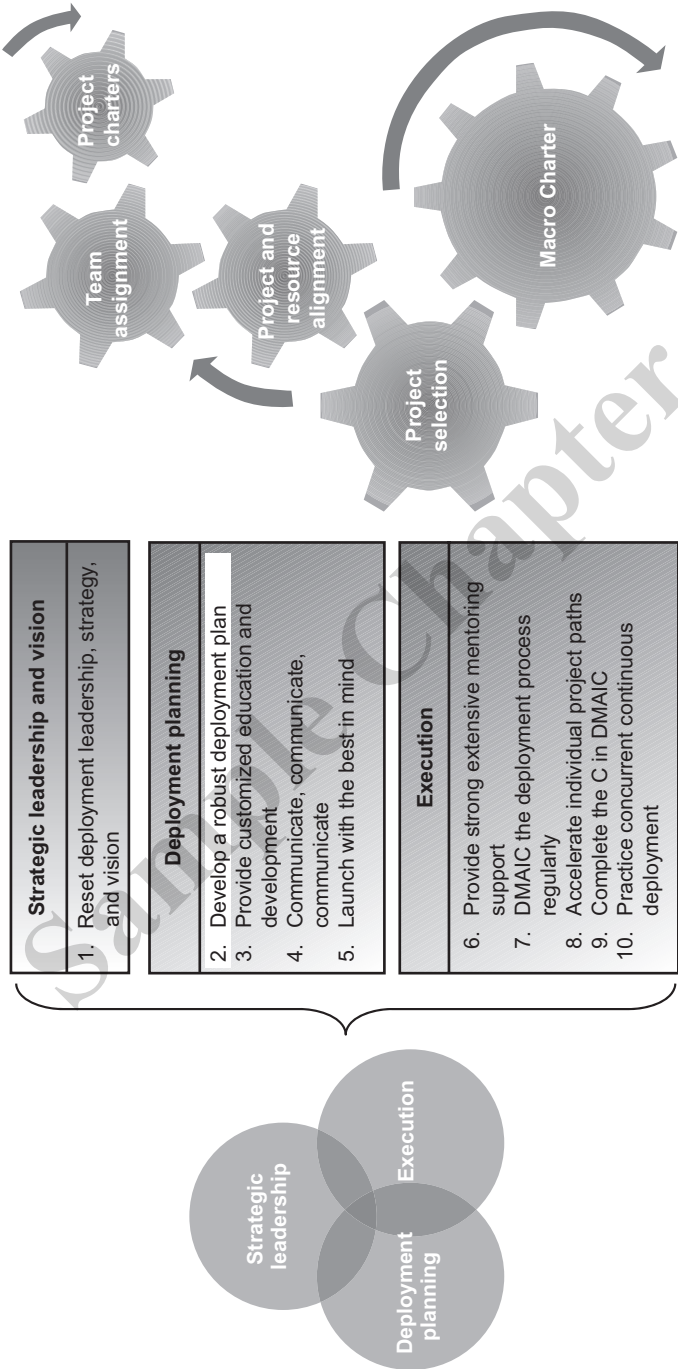 Strategic
leadership
Deployment
planning
Execution
Strategic leadership and vision
1. Reset deployment leadership, strategy,
and vision
Deployment planning
2. Develop a robust deployment plan
3. Provide customized education and
development
4. Communicate, communicate,
communicate
5. Launch with the best in mind
Execution
6. Provide strong extensive mentoring
support
7. DMAIC the deployment process
regularly
8. Accelerate individual project paths
9. Complete the C in DMAIC
10. Practice concurrent continuous
deployment
Project
charters
Team
assignment
Project and
resource
alignment
Project
selection
Macro Charter
Sample Chapter